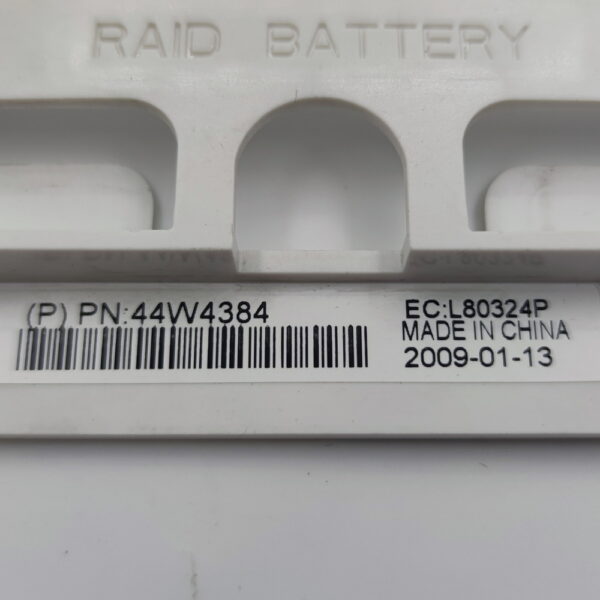 RAID BATTERY
(P) PN:44W4384
EC:L80324P
MADE IN CHINA
2009-01-13